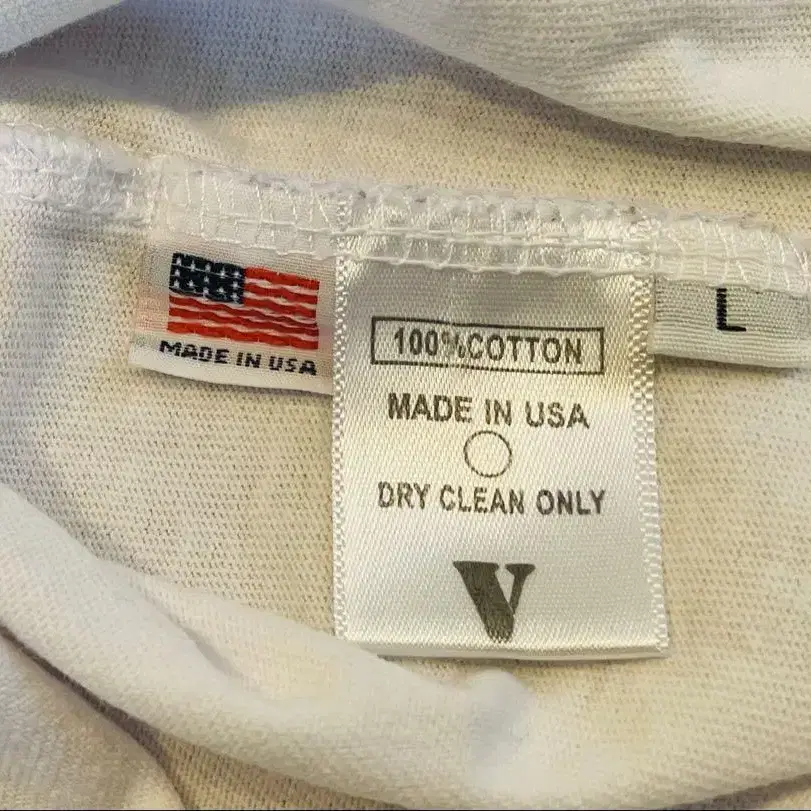 MADE IN USA
100%COTTON
MADE IN USA
DRY CLEAN ONLY
V
L